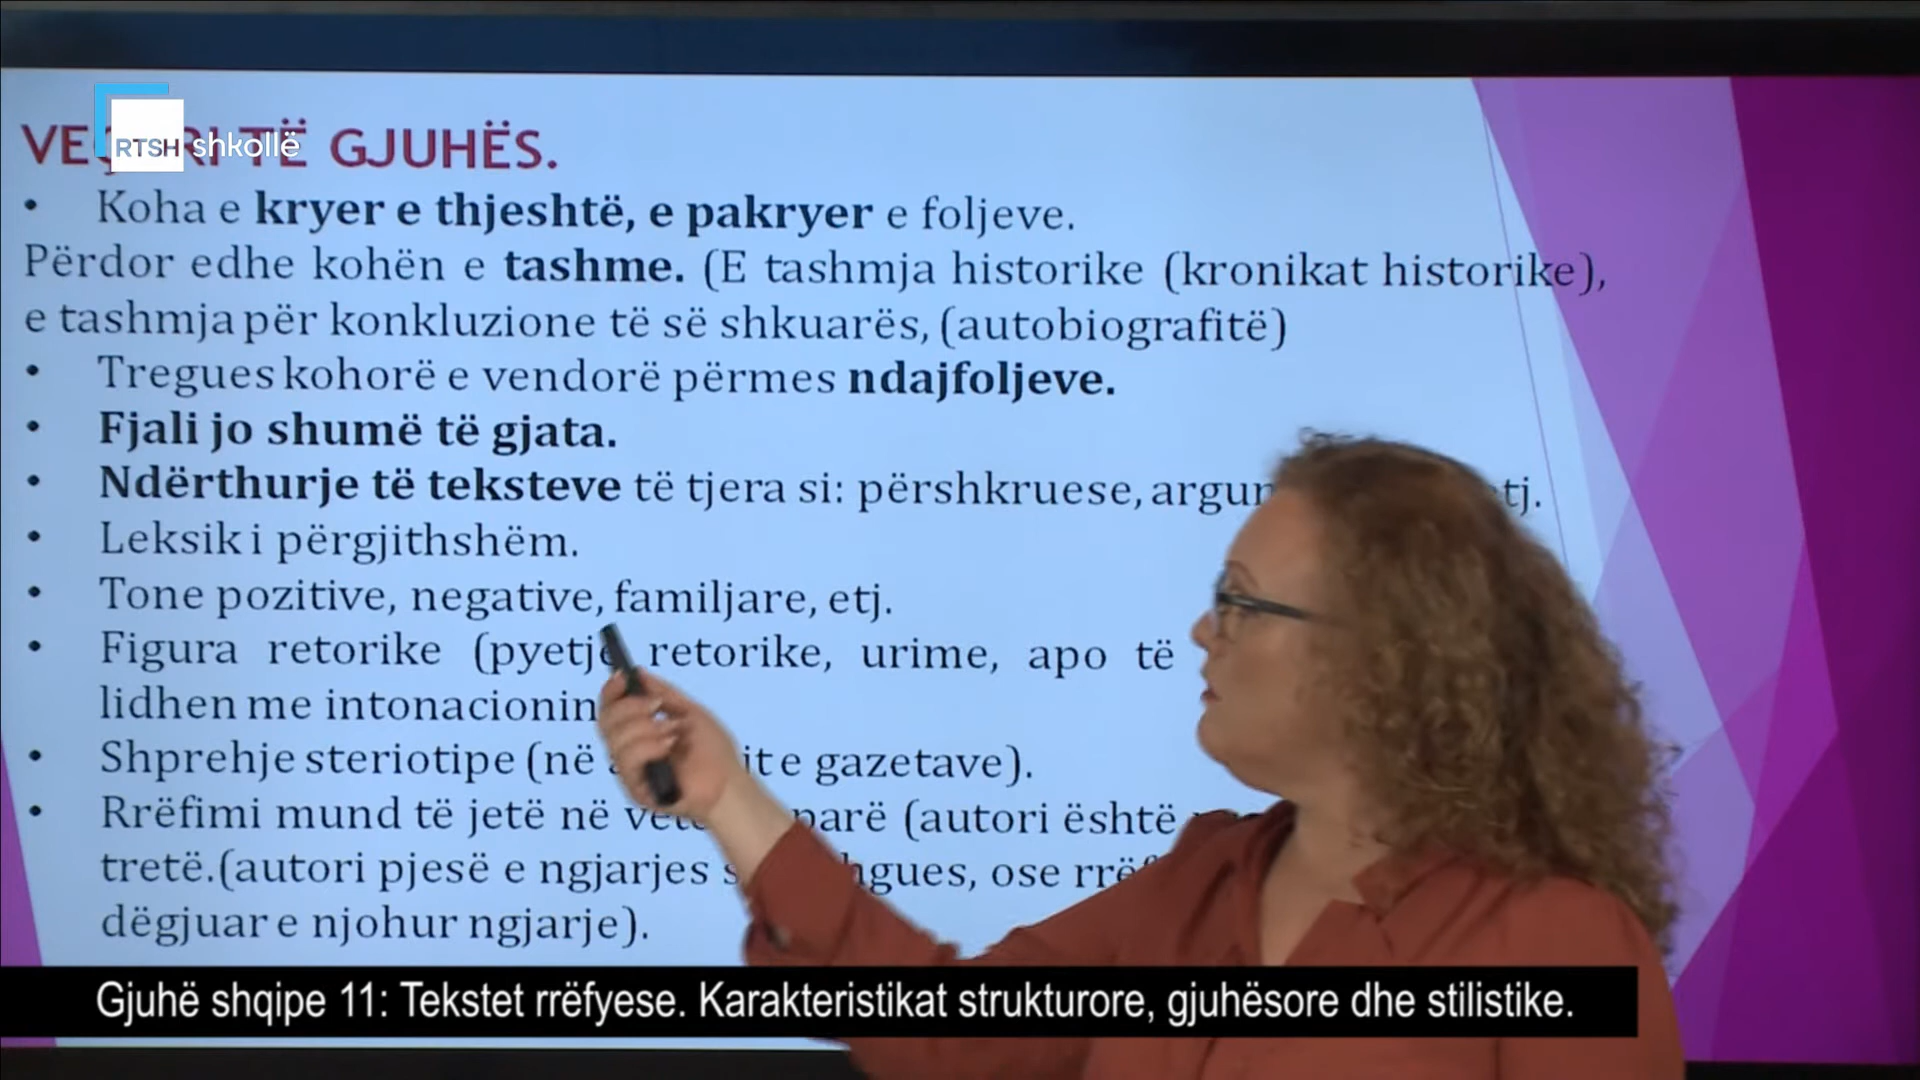 RTSH shkollë
TË GJUHËS.
• Koha e kryer e thjeshtë, e pakryer e foljeve.
Përdor edhe kohën e tashme. (E tashmja historike (kronikat historike),
e tashmja për konkluzione të së shkuarës, (autobiografitë)
• Tregues kohorë e vendorë përmes ndajfoljeve.
• Fjali jo shumë të gjata.
• Ndërthurje të teksteve të tjera si: përshkruese, etj.
• Leksik i përgjithshëm.
• Tone pozitive, negative, familjare, etj.
• Figura retorike (pyetje retorike, urime, apo të
lidhen me intonacionin
• Shprehje steriotipe (në e gazetave).
• Rrëfimi mund të jetë në parë (autori është
tretë.(autori pjesë e ngjarjes ose
dëgjuar e njohur ngjarje).
Gjuhë shqipe 11: Tekstet rrëfyese. Karakteristikat strukturore, gjuhësore dhe stilistike.